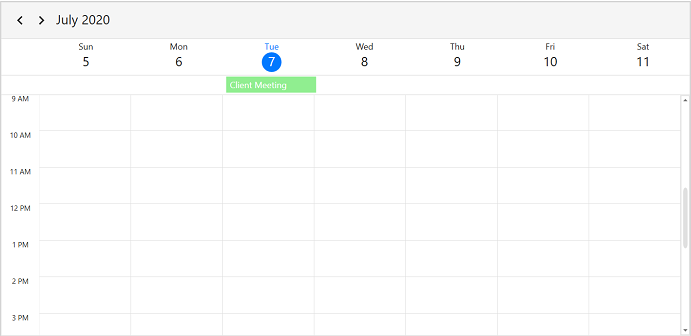 July 2020
Sun Mon Tue Wed Thu Fri Sat
5 6 7 8 9 10 11
Client Meeting
9 AM
10 AM
11 AM
12 PM
1 PM
2 PM
3 PM